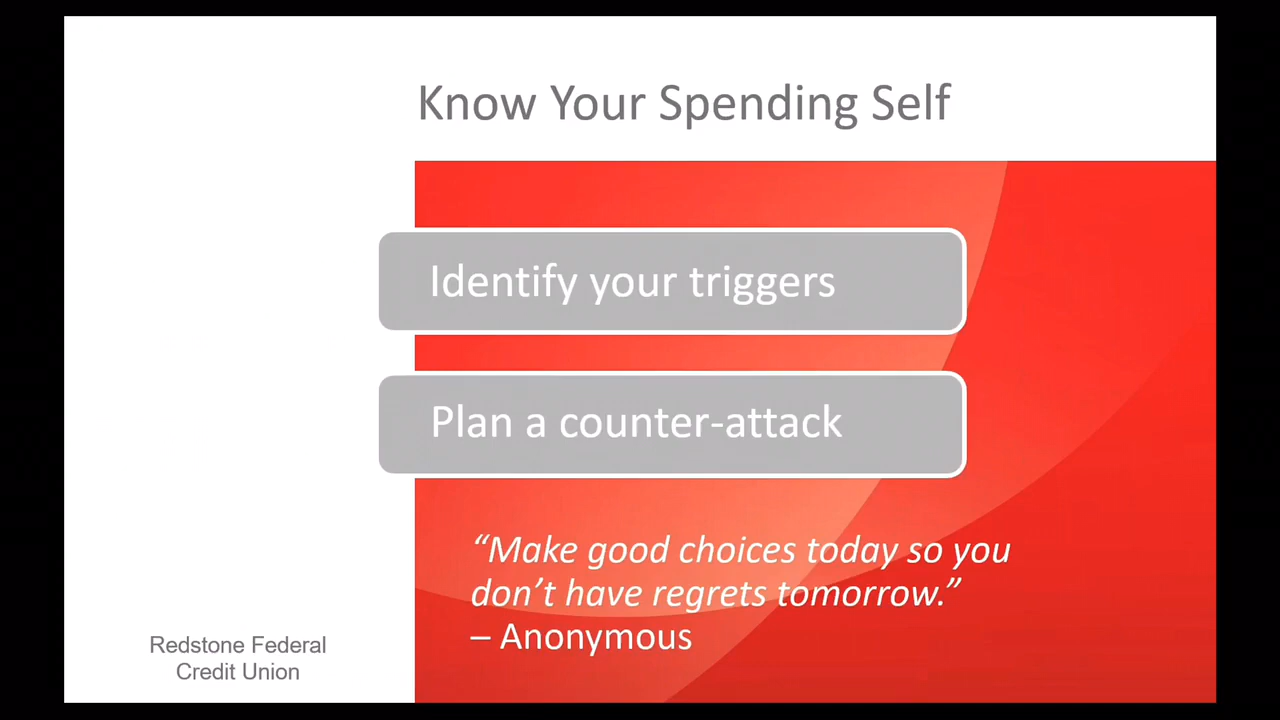 Know Your Spending Self
Identify your triggers
Plan a counter-attack
“Make good choices today so you
don’t have regrets tomorrow.”
– Anonymous
Redstone Federal
Credit Union